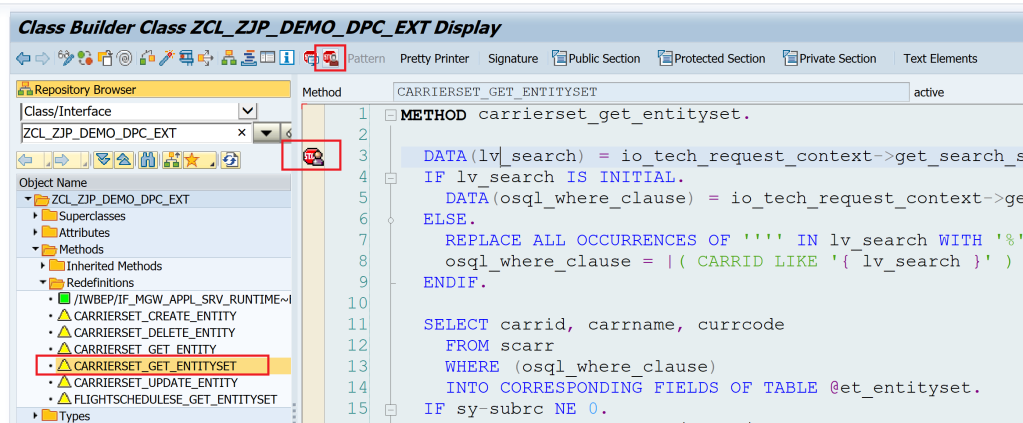 Class Builder Class ZCL_ZJP_DEMO_DPC_EXT Display
Pattern Pretty Printer Signature Public Section Protected Section Private Section Text Elements
Repository Browser
Class/Interface
ZCL_ZJP_DEMO_DPC_EXT
Object Name
ZCL_ZJP_DEMO_DPC_EXT
Superclasses
Attributes
Methods
Inherited Methods
Redefinitions
/IWBEP/IF_MGW_APPL_SRV_RUNTIME~
CARRIERSET_CREATE_ENTITY
CARRIERSET_DELETE_ENTITY
CARRIERSET_GET_ENTITY
CARRIERSET_GET_ENTITYSET
CARRIERSET_UPDATE_ENTITY
FLIGHTSCHEDULESE_GET_ENTITYSET
Types
Method CARRIERSET_GET_ENTITYSET active
1 METHOD carrierset_get_entityset.
2
3 DATA(lv_search) = io_tech_request_context->get_search_s
4 IF lv_search IS INITIAL.
5 DATA(osql_where_clause) = io_tech_request_context->ge
6 ELSE.
7 REPLACE ALL OCCURRENCES OF '''' IN lv_search WITH '%'
8 osql_where_clause = |( CARRID LIKE '{ lv_search }' )
9 ENDIF.
10
11 SELECT carrid, carrname, currcode
12 FROM scarr
13 WHERE (osql_where_clause)
14 INTO CORRESPONDING FIELDS OF TABLE @et_entityset.
15 IF sy-subrc NE 0.